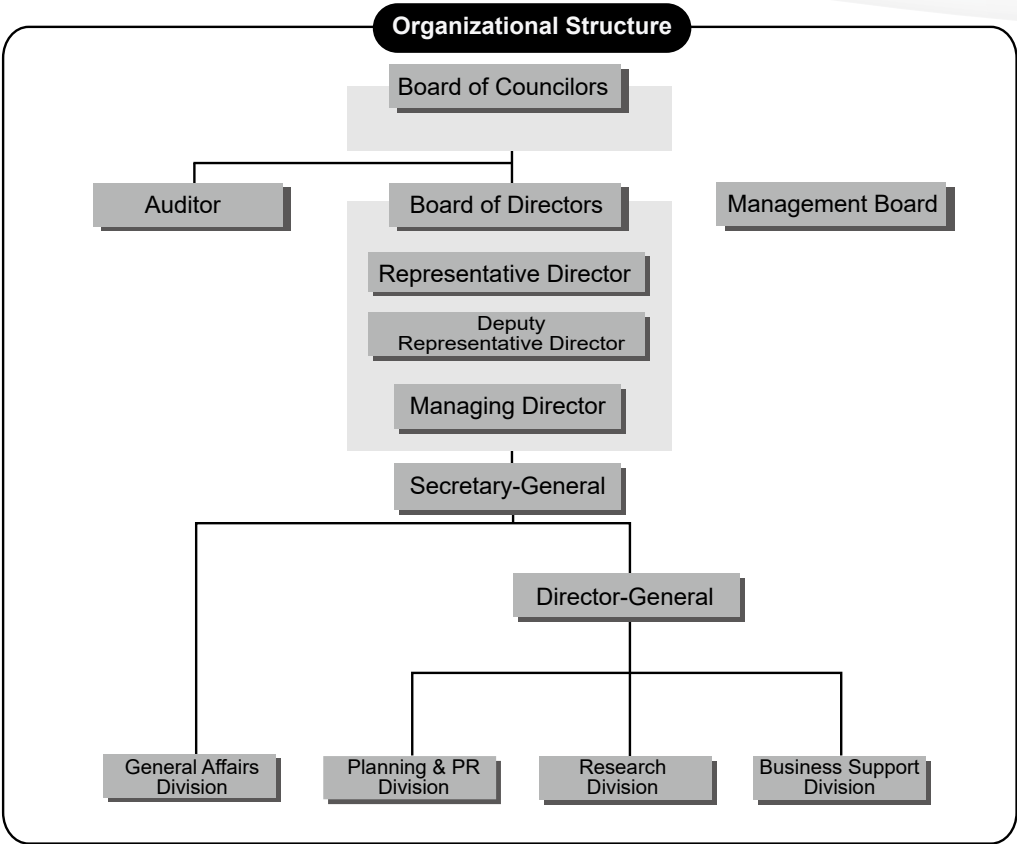 Organizational Structure
Board of Councilors
Auditor
Board of Directors
Management Board
Representative Director
Deputy
Representative Director
Managing Director
Secretary-General
Director-General
General Affairs
Division
Planning & PR
Division
Research
Division
Business Support
Division